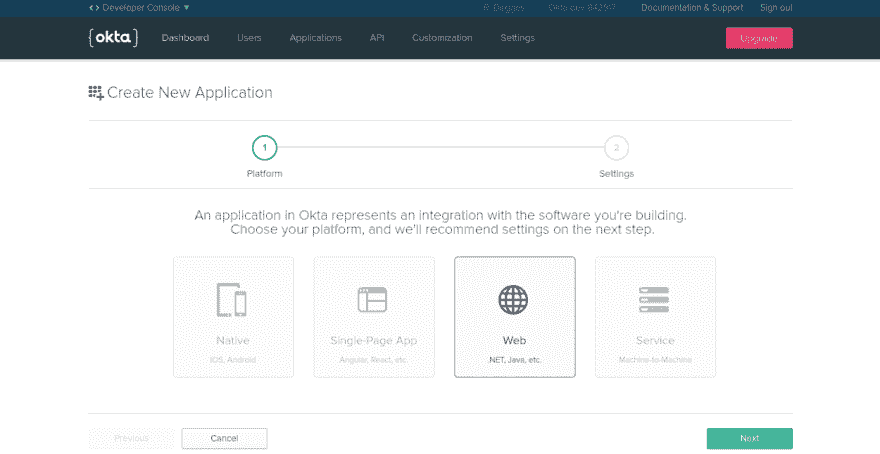 Developer Console
R. Degges
Documentation & Support
Sign out
{okta}
Dashboard
Users
Applications
API
Customization
Settings
Upgrade
Create New Application
1
2
Platform
Settings
An application in Okta represents an integration with the software you're building.
Choose your platform, and we'll recommend settings on the next step.
Native
iOS, Android
Single-Page App
Angular, React, etc.
Web
.NET, Java, etc.
Service
Machine-to-Machine
Previous
Cancel
Next